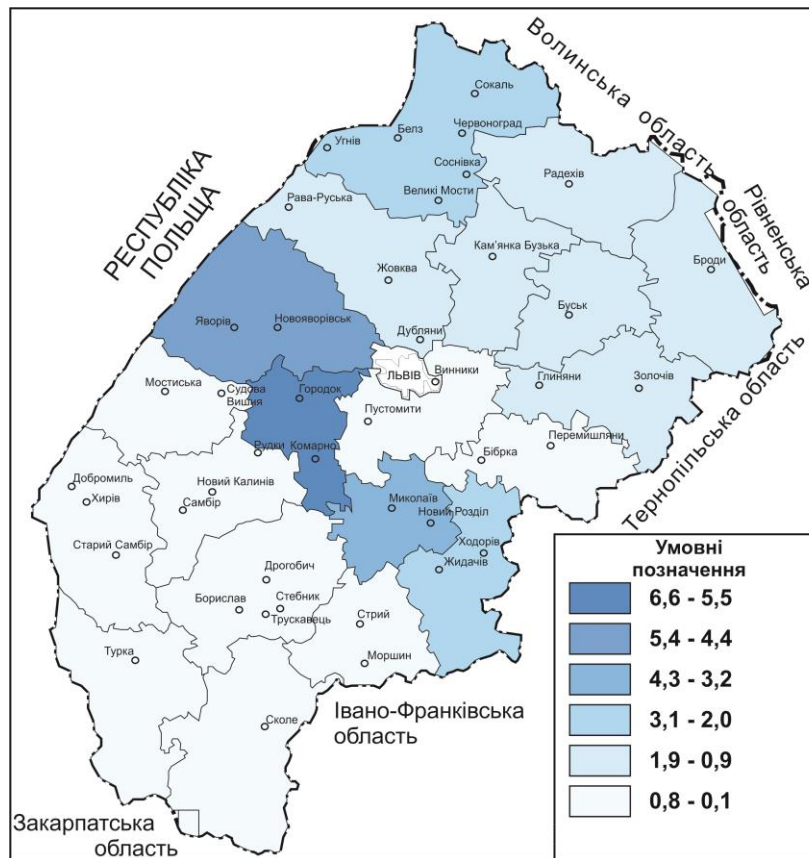 Волинська область
Рівненська
область
РЕСПУБЛІКА
ПОЛЬЩА
Тернопільська область
Івано-Франківська
область
Закарпатська
область
Сокаль
Червоноград
Белз
Угнів
Соснівка
Великі Мости
Радехів
Рава-Руська
Кам'янка Бузька
Броди
Жовква
Буськ
Яворів
Новояворівськ
Дубляни
ЛЬВІВ
Винники
Глиняни
Золочів
Мостиська
Судова
Вишня
Городок
Пустомити
Рудки
Комарно
Бібрка
Перемишляни
Добромиль
Хирів
Новий Калинів
Самбір
Миколаїв
Новий Розділ
Старий Самбір
Ходорів
Жидачів
Дрогобич
Борислав
Стебник
Трускавець
Стрий
Моршин
Турка
Сколе
Умовні
позначення
6,6 - 5,5
5,4 - 4,4
4,3 - 3,2
3,1 - 2,0
1,9 - 0,9
0,8 - 0,1